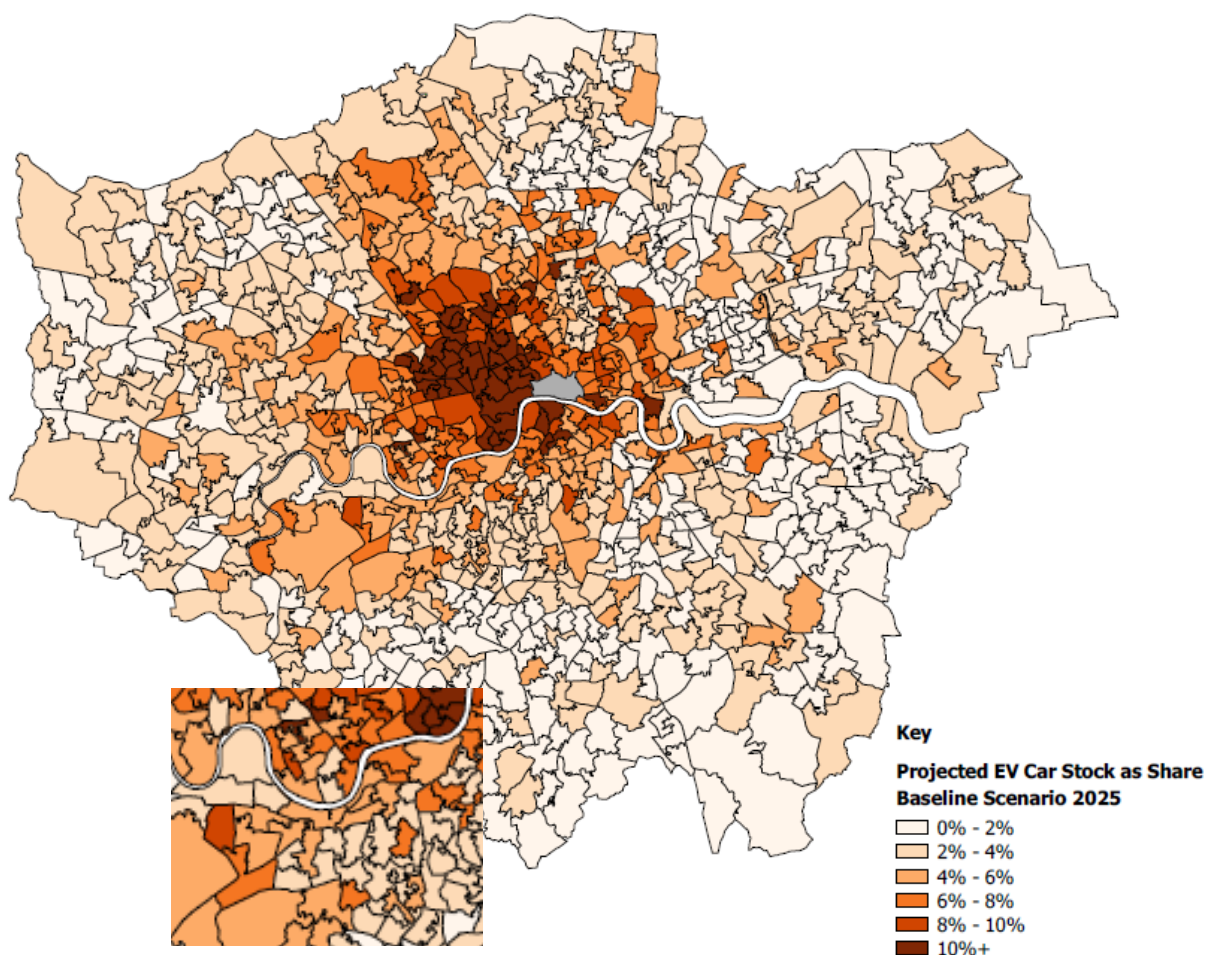 Key
Projected EV Car Stock as Share
Baseline Scenario 2025
0% - 2%
2% - 4%
4% - 6%
6% - 8%
8% - 10%
10%+